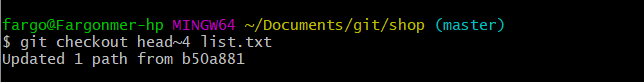 fargo@Fargonmer-hp MINGW64 ~/Documents/git/shop (master)
$ git checkout head~4 list.txt
Updated 1 path from b50a881